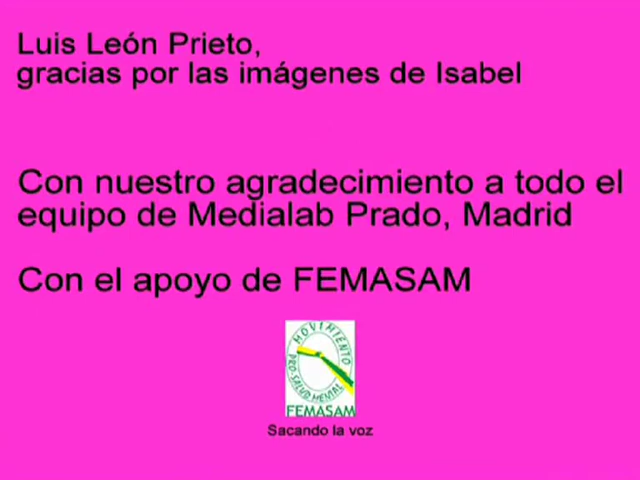 Luis León Prieto,
gracias por las imágenes de Isabel
Con nuestro agradecimiento a todo el
equipo de Medialab Prado, Madrid
Con el apoyo de FEMASAM
MOVIMIENTO
PRO-SALUD MENTAL
FEMASAM
Sacando la voz